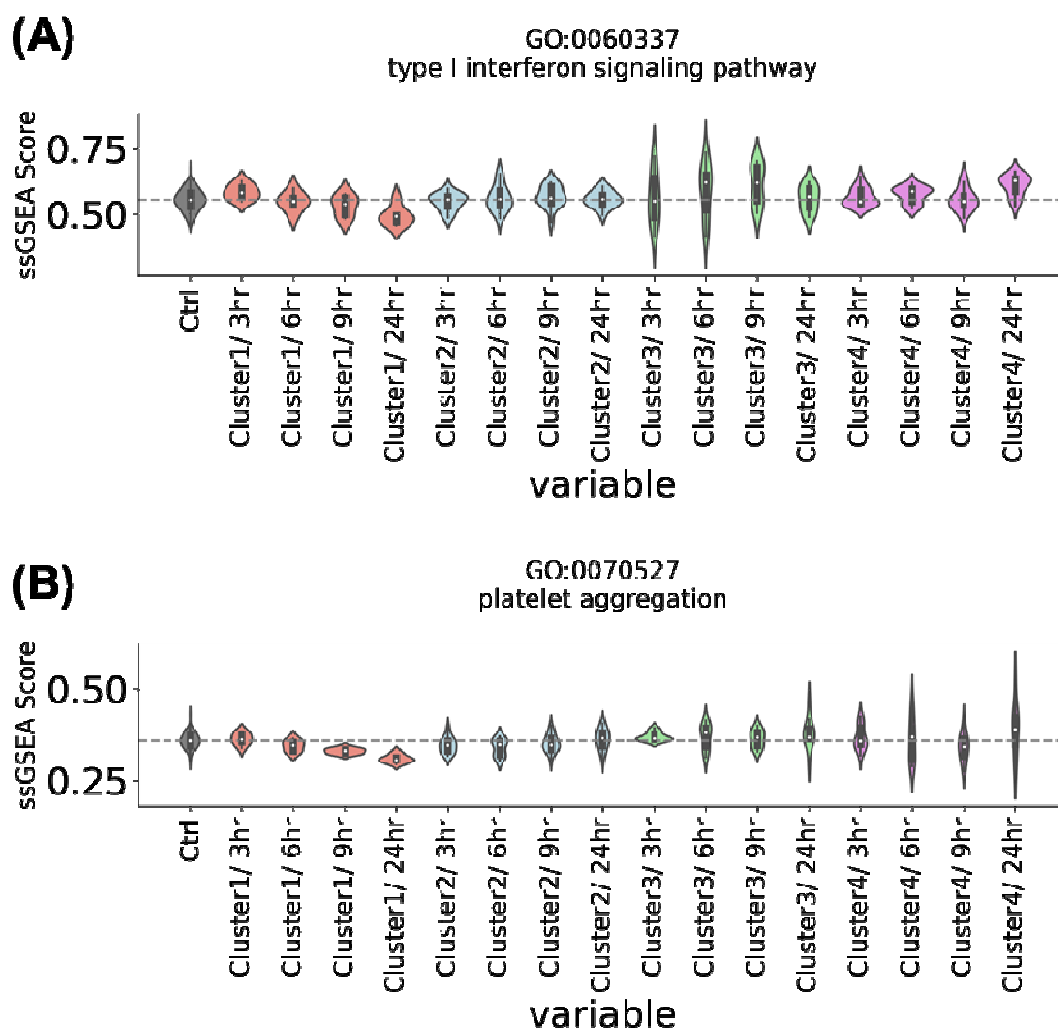 (A)
GO:0060337
type I interferon signaling pathway
ssGSEA Score
0.75
0.50
Ctrl
Cluster1/ 3hr
Cluster1/ 6hr
Cluster1/ 9hr
Cluster1/ 24hr
Cluster2/ 3hr
Cluster2/ 6hr
Cluster2/ 9hr
Cluster2/ 24hr
Cluster3/ 3hr
Cluster3/ 6hr
Cluster3/ 9hr
Cluster3/ 24hr
Cluster4/ 3hr
Cluster4/ 6hr
Cluster4/ 9hr
Cluster4/ 24hr
variable
(B)
GO:0070527
platelet aggregation
ssGSEA Score
0.50
0.25
Ctrl
Cluster1/ 3hr
Cluster1/ 6hr
Cluster1/ 9hr
Cluster1/ 24hr
Cluster2/ 3hr
Cluster2/ 6hr
Cluster2/ 9hr
Cluster2/ 24hr
Cluster3/ 3hr
Cluster3/ 6hr
Cluster3/ 9hr
Cluster3/ 24hr
Cluster4/ 3hr
Cluster4/ 6hr
Cluster4/ 9hr
Cluster4/ 24hr
variable